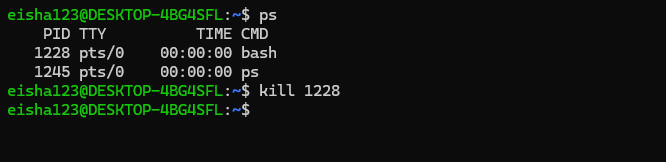 eisha123@DESKTOP-4BG4SFL:~$ ps
    PID TTY          TIME CMD
   1228 pts/0    00:00:00 bash
   1245 pts/0    00:00:00 ps
eisha123@DESKTOP-4BG4SFL:~$ kill 1228
eisha123@DESKTOP-4BG4SFL:~$